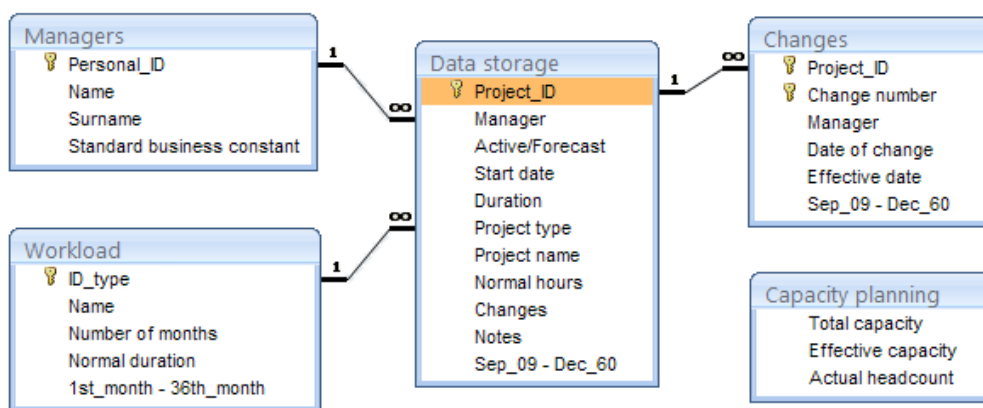 Managers
Personal_ID
Name
Surname
Standard business constant
1
∞
Workload
ID_type
Name
Number of months
Normal duration
1st_month - 36th_month
1
∞
Data storage
Project_ID
Manager
Active/Forecast
Start date
Duration
Project type
Project name
Normal hours
Changes
Notes
Sep_09 - Dec_60
1
∞
Changes
Project_ID
Change number
Manager
Date of change
Effective date
Sep_09 - Dec_60
Capacity planning
Total capacity
Effective capacity
Actual headcount